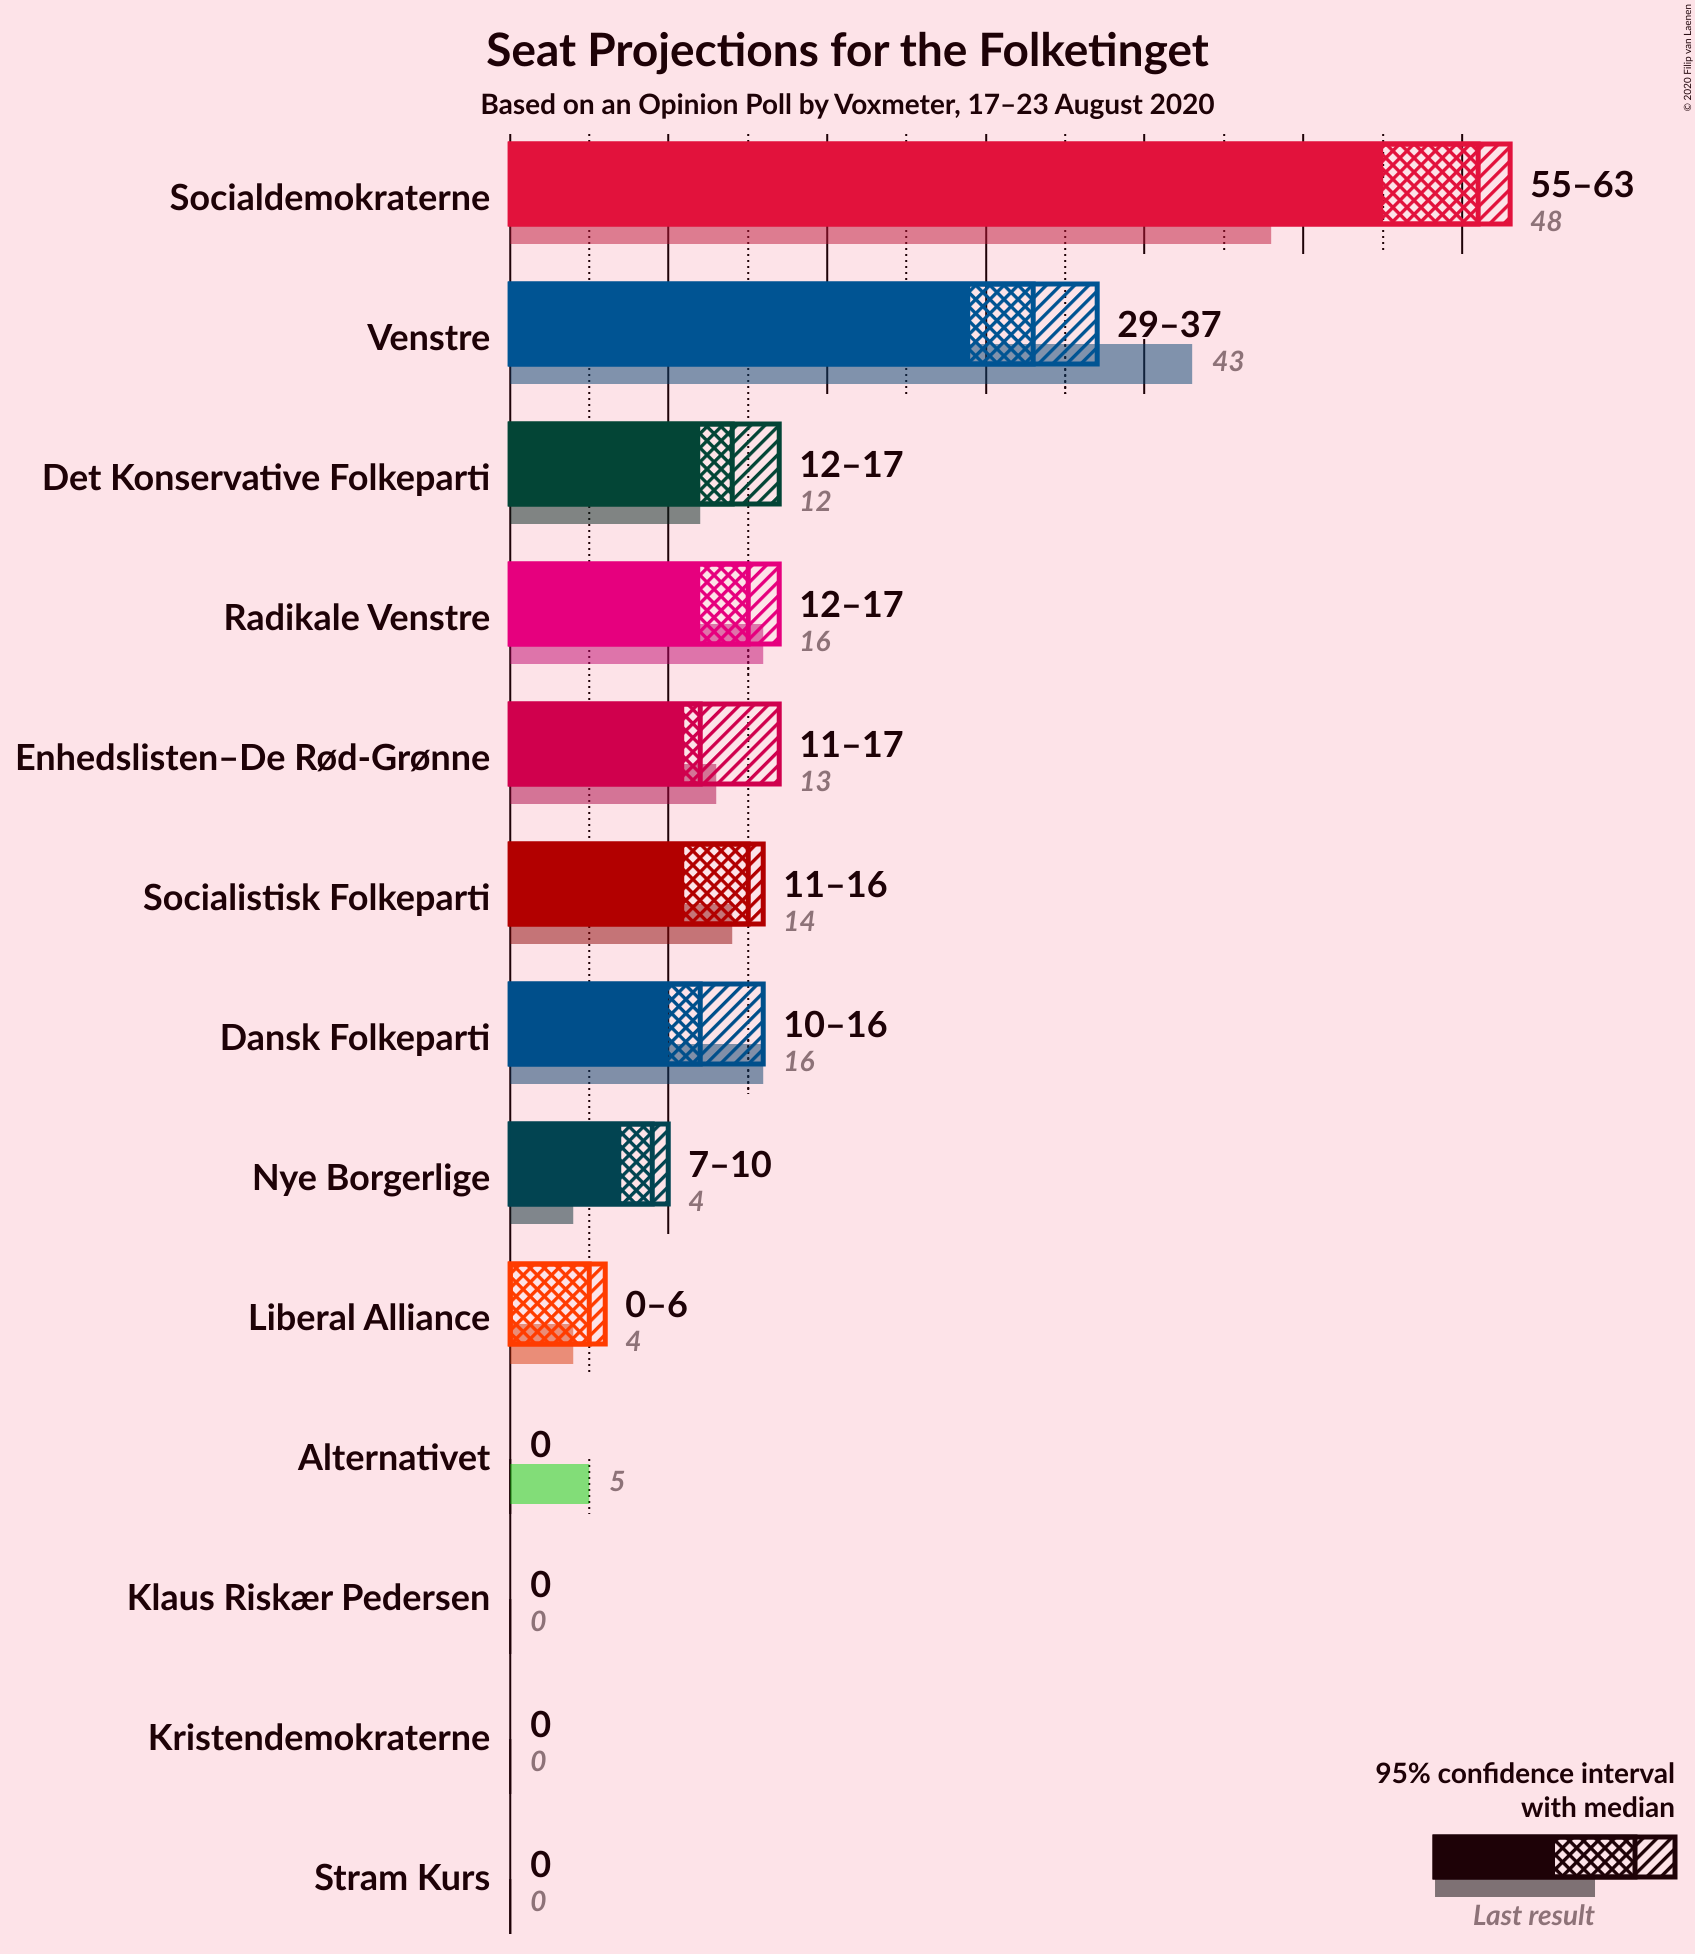 Seat Projections for the Folketinget
Based on an Opinion Poll by Voxmeter, 17–23 August 2020
© 2020 Filip van Laenen
Socialdemokraterne
55–63
48
Venstre
29–37
43
Det Konservative Folkeparti
12–17
12
Radikale Venstre
12–17
16
Enhedslisten–De Rød-Grønne
11–17
13
Socialistisk Folkeparti
11–16
14
Dansk Folkeparti
10–16
16
Nye Borgerlige
7–10
4
Liberal Alliance
0–6
4
Alternativet
0
5
Klaus Riskær Pedersen
0
0
Kristendemokraterne
0
0
Stram Kurs
0
0
95% confidence interval
with median
Last result